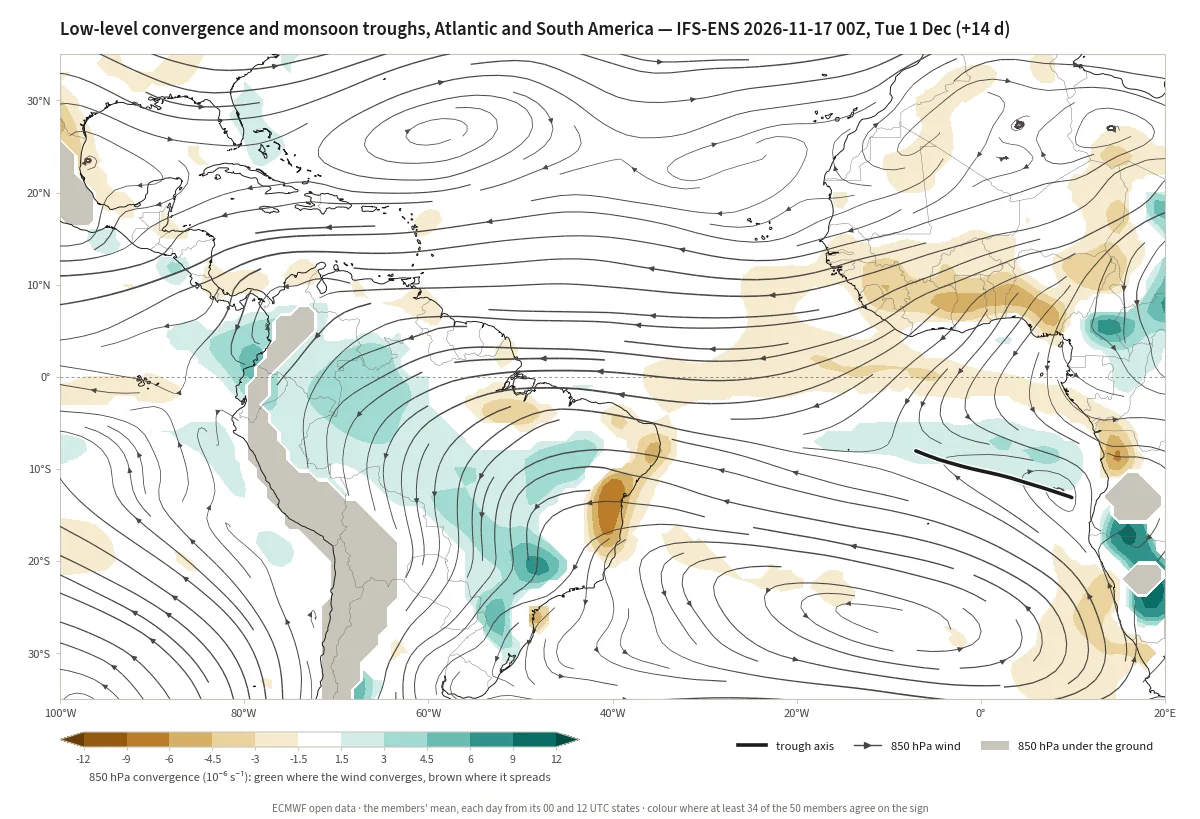 Low-level convergence and monsoon troughs, Atlantic and South America — IFS-ENS 2026-11-17 00Z, Tue 1 Dec (+14 d)
30°N
20°N
10°N
0°
10°S
20°S
30°S
100°W 80°W 60°W 40°W 20°W 0° 20°E
-12 -9 -6 -4.5 -3 -1.5 1.5 3 4.5 6 9 12
850 hPa convergence (10⁻⁶ s⁻¹): green where the wind converges, brown where it spreads
trough axis 850 hPa wind 850 hPa under the ground
ECMWF open data · the members' mean, each day from its 00 and 12 UTC states · colour where at least 34 of the 50 members agree on the sign